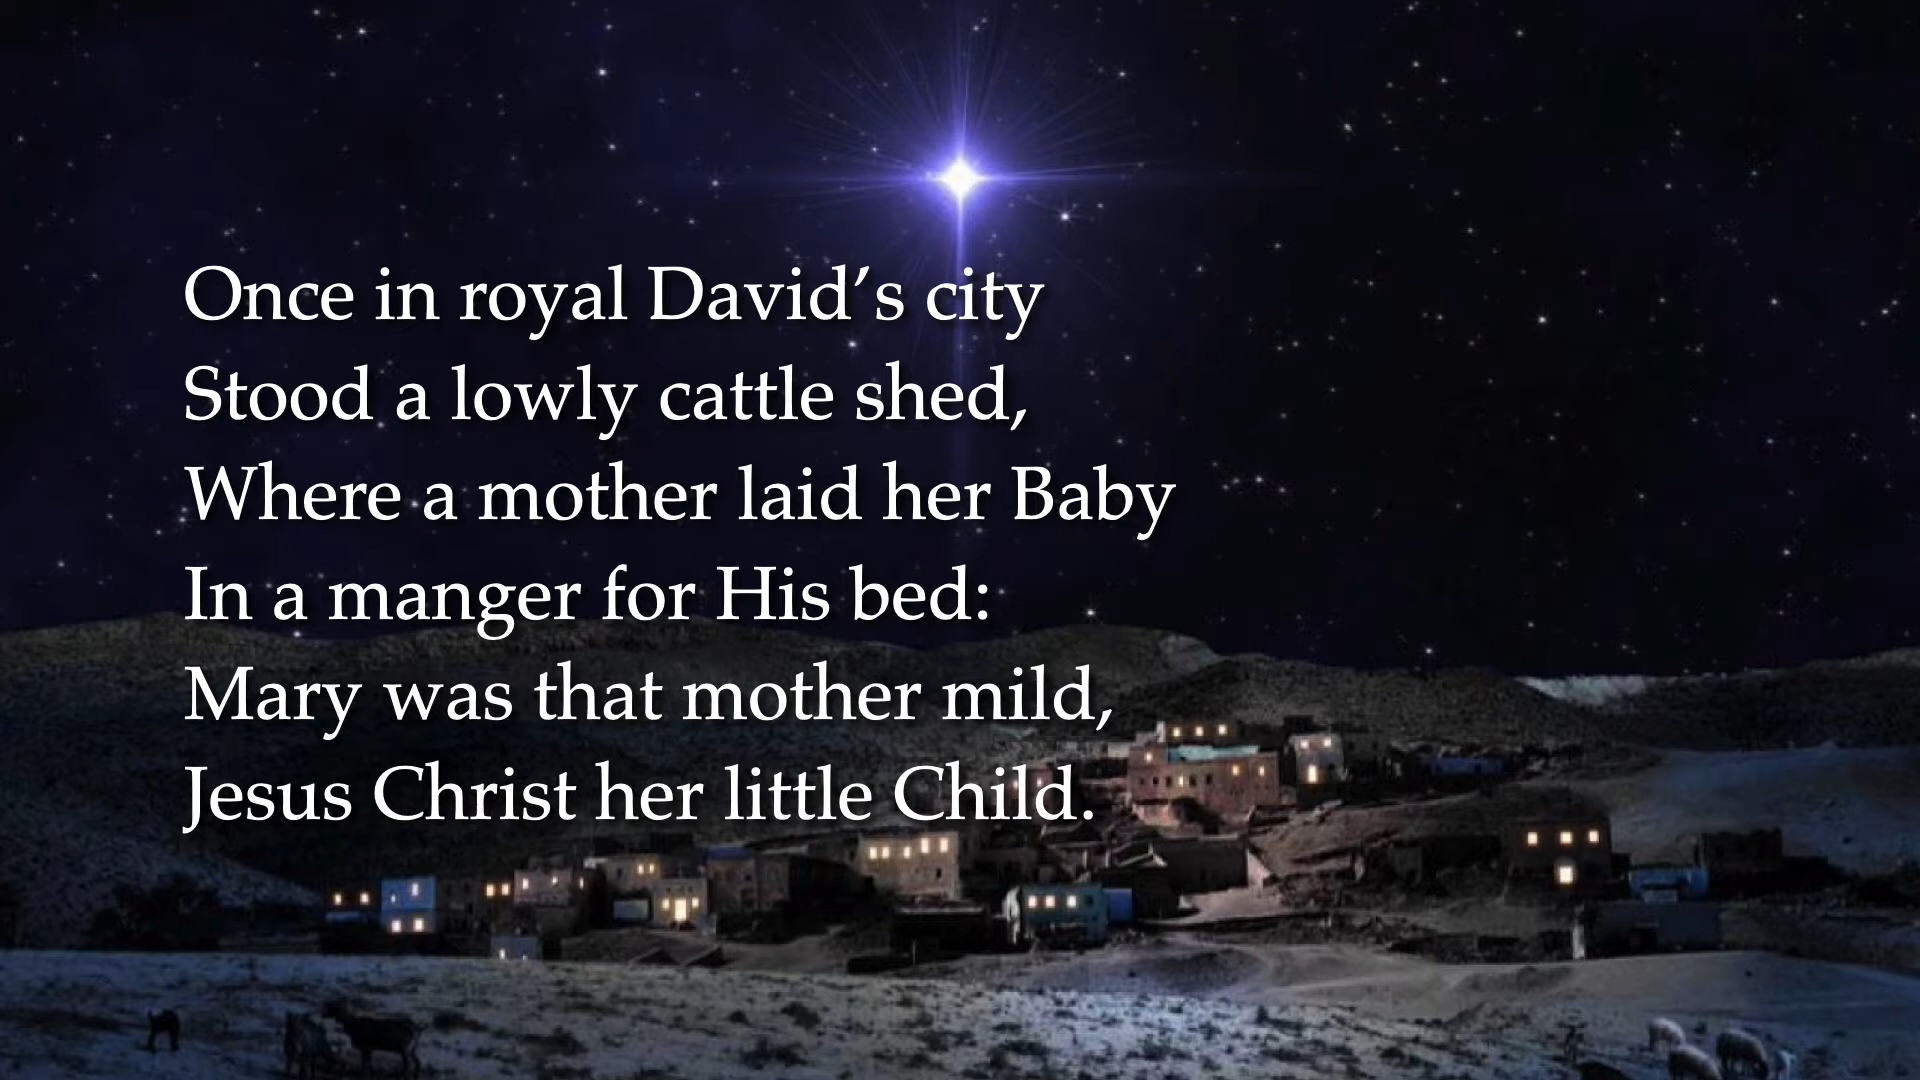 Once in royal David’s city
Stood a lowly cattle shed,
Where a mother laid her Baby
In a manger for His bed:
Mary was that mother mild,
Jesus Christ her little Child.